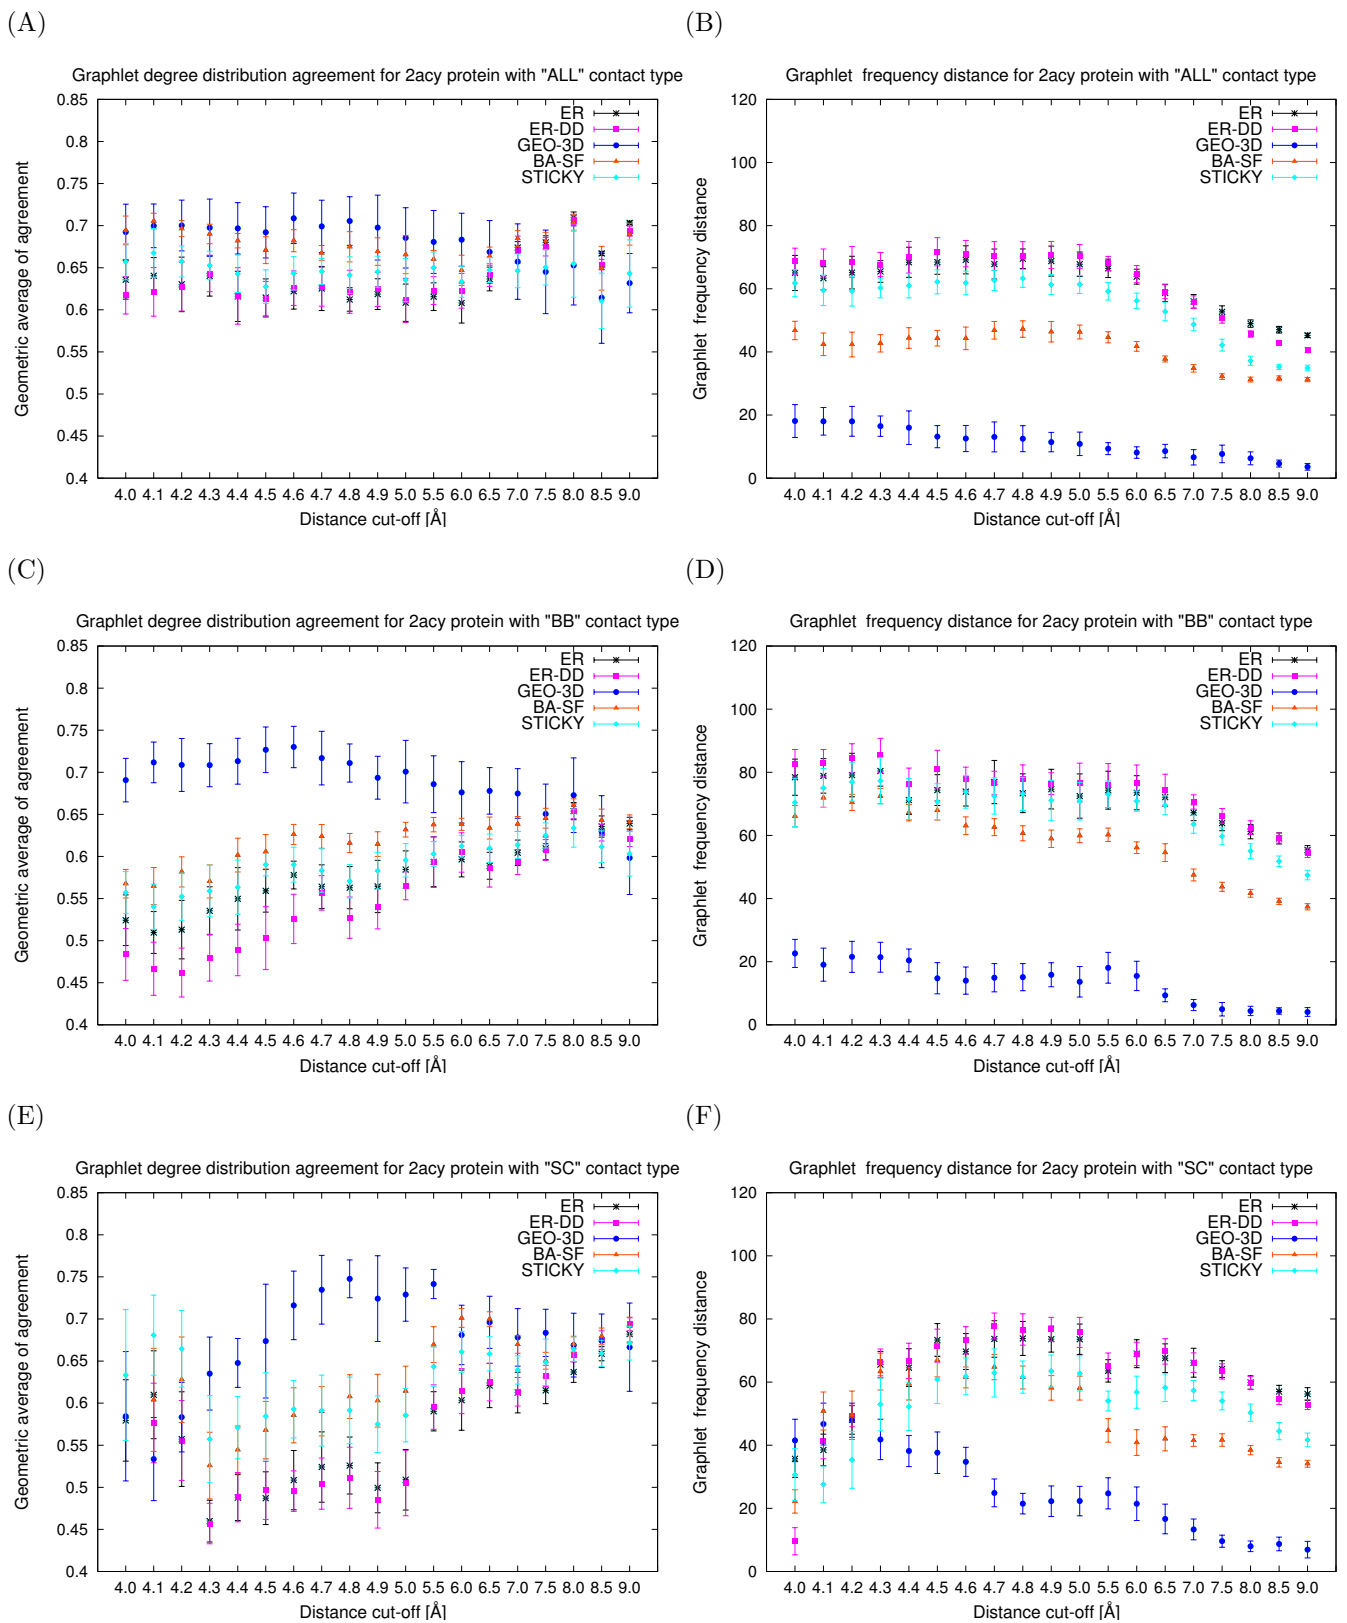 (A)
Graphlet degree distribution agreement for 2acy protein with "ALL" contact type
Geometric average of agreement
0.85
0.8
0.75
0.7
0.65
0.6
0.55
0.5
0.45
0.4
ER
ER-DD
GEO-3D
BA-SF
STICKY
4.0 4.1 4.2 4.3 4.4 4.5 4.6 4.7 4.8 4.9 5.0 5.5 6.0 6.5 7.0 7.5 8.0 8.5 9.0
Distance cut-off [Å]
(B)
Graphlet frequency distance for 2acy protein with "ALL" contact type
Graphlet frequency distance
120
100
80
60
40
20
0
ER
ER-DD
GEO-3D
BA-SF
STICKY
4.0 4.1 4.2 4.3 4.4 4.5 4.6 4.7 4.8 4.9 5.0 5.5 6.0 6.5 7.0 7.5 8.0 8.5 9.0
Distance cut-off [Å]
(C)
Graphlet degree distribution agreement for 2acy protein with "BB" contact type
Geometric average of agreement
0.85
0.8
0.75
0.7
0.65
0.6
0.55
0.5
0.45
0.4
ER
ER-DD
GEO-3D
BA-SF
STICKY
4.0 4.1 4.2 4.3 4.4 4.5 4.6 4.7 4.8 4.9 5.0 5.5 6.0 6.5 7.0 7.5 8.0 8.5 9.0
Distance cut-off [Å]
(D)
Graphlet frequency distance for 2acy protein with "BB" contact type
Graphlet frequency distance
120
100
80
60
40
20
0
ER
ER-DD
GEO-3D
BA-SF
STICKY
4.0 4.1 4.2 4.3 4.4 4.5 4.6 4.7 4.8 4.9 5.0 5.5 6.0 6.5 7.0 7.5 8.0 8.5 9.0
Distance cut-off [Å]
(E)
Graphlet degree distribution agreement for 2acy protein with "SC" contact type
Geometric average of agreement
0.85
0.8
0.75
0.7
0.65
0.6
0.55
0.5
0.45
0.4
ER
ER-DD
GEO-3D
BA-SF
STICKY
4.0 4.1 4.2 4.3 4.4 4.5 4.6 4.7 4.8 4.9 5.0 5.5 6.0 6.5 7.0 7.5 8.0 8.5 9.0
Distance cut-off [Å]
(F)
Graphlet frequency distance for 2acy protein with "SC" contact type
Graphlet frequency distance
120
100
80
60
40
20
0
ER
ER-DD
GEO-3D
BA-SF
STICKY
4.0 4.1 4.2 4.3 4.4 4.5 4.6 4.7 4.8 4.9 5.0 5.5 6.0 6.5 7.0 7.5 8.0 8.5 9.0
Distance cut-off [Å]